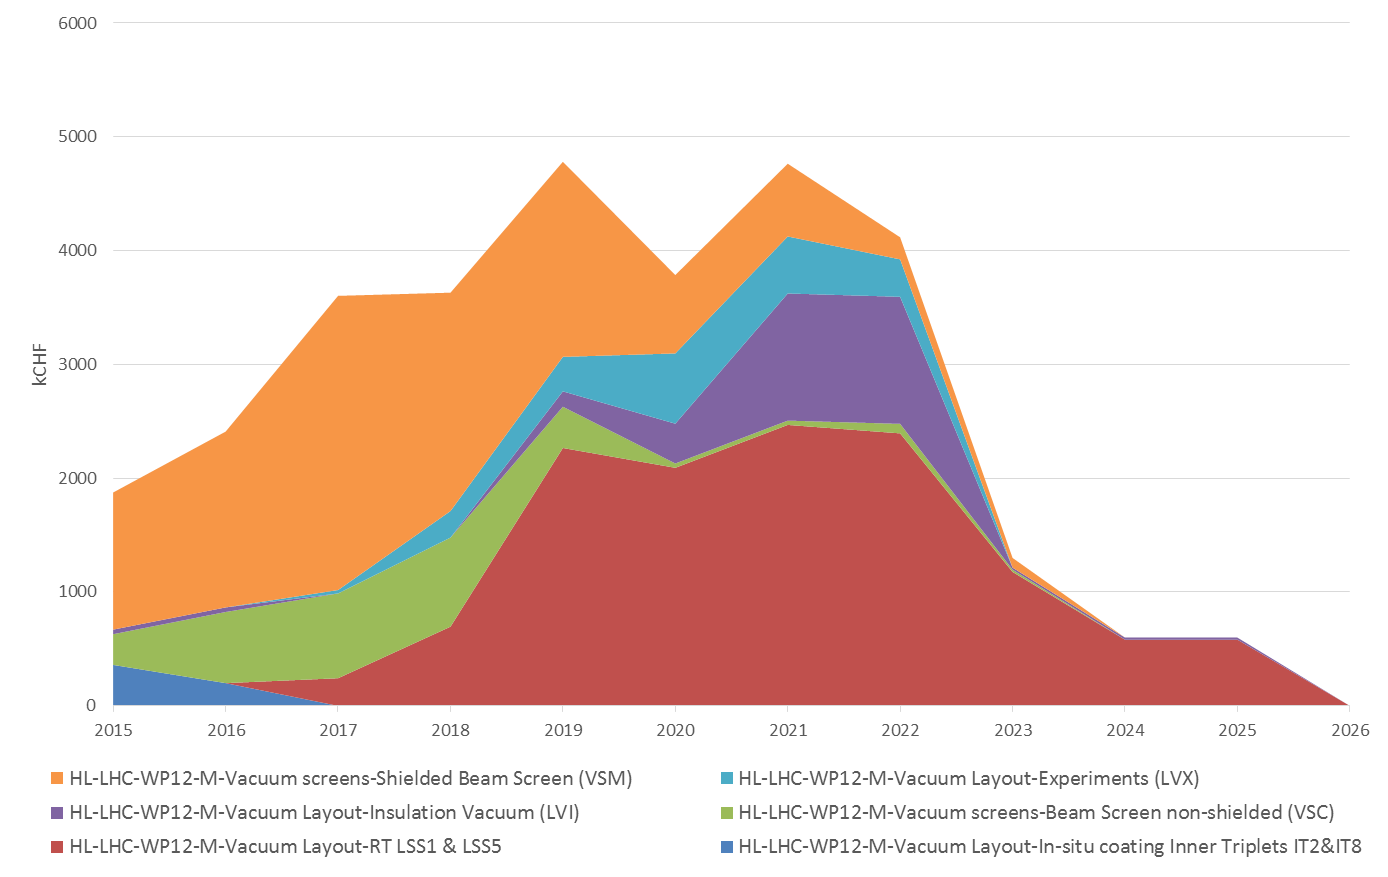 6000
5000
4000
3000
2000
1000
0
kCHF
2015 2016 2017 2018 2019 2020 2021 2022 2023 2024 2025 2026
HL-LHC-WP12-M-Vacuum screens-Shielded Beam Screen (VSM) HL-LHC-WP12-M-Vacuum Layout-Experiments (LVX)
HL-LHC-WP12-M-Vacuum Layout-Insulation Vacuum (LVI) HL-LHC-WP12-M-Vacuum screens-Beam Screen non-shielded (VSC)
HL-LHC-WP12-M-Vacuum Layout-RT LSS1 & LSS5 HL-LHC-WP12-M-Vacuum Layout-In-situ coating Inner Triplets IT2&IT8